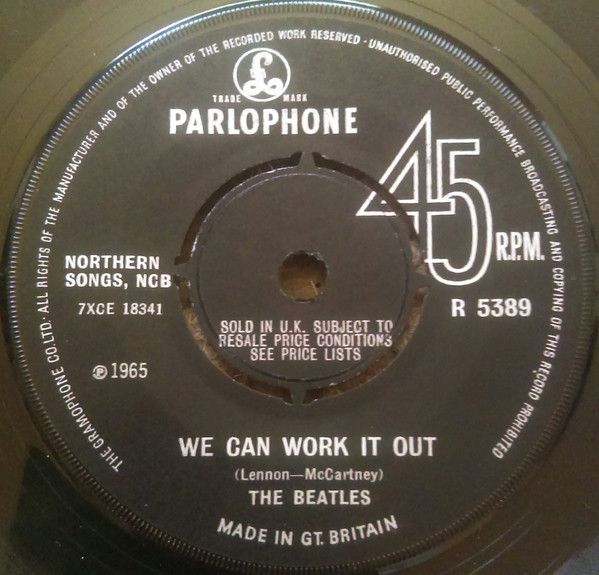 THE GRAMOPHONE CO. LTD. ALL RIGHTS OF THE MANUFACTURER AND OF THE OWNER OF THE RECORDED WORK RESERVED · UNAUTHORISED PUBLIC PERFORMANCE BROADCASTING AND COPYING OF THIS RECORD PROHIBITED
£
TRADE MARK
PARLOPHONE
45
R.P.M.
NORTHERN
SONGS, NCB
7XCE 18341
R 5389
SOLD IN U.K. SUBJECT TO
RESALE PRICE CONDITIONS
SEE PRICE LISTS
℗ 1965
WE CAN WORK IT OUT
(Lennon—McCartney)
THE BEATLES
MADE IN GT. BRITAIN